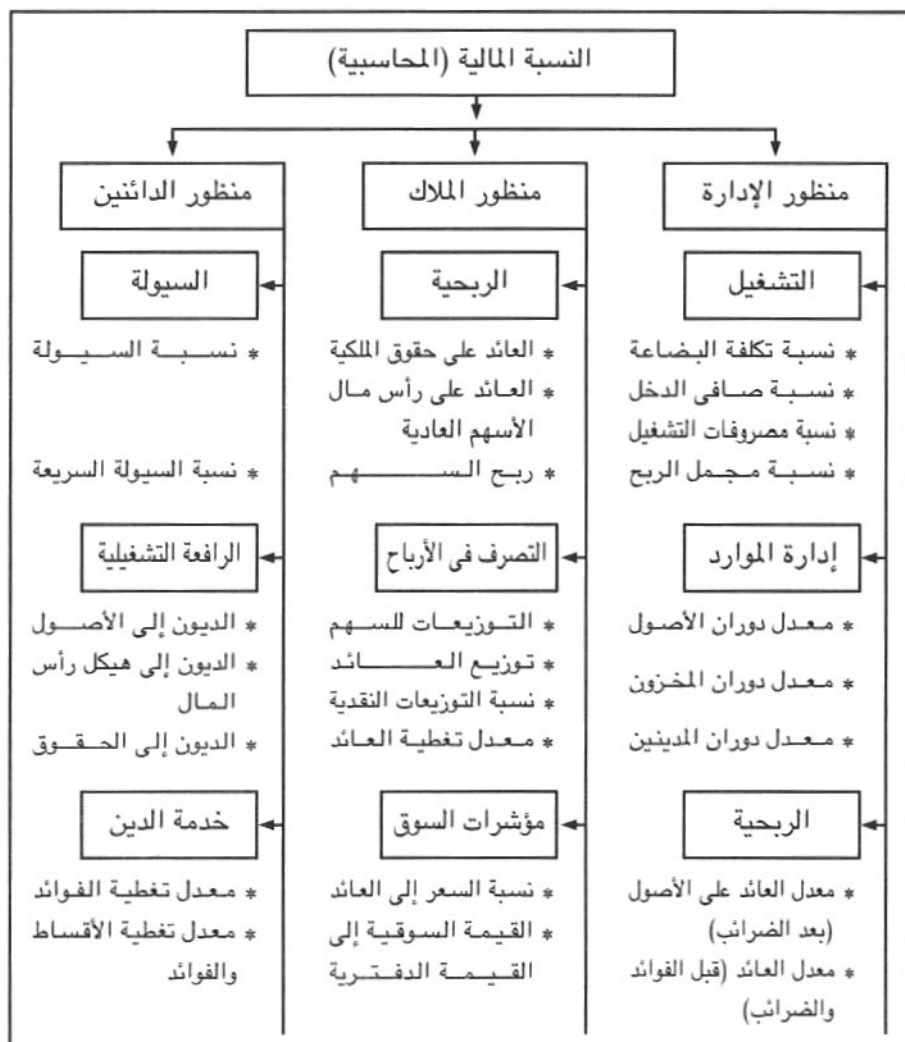 النسبة المالية (المحاسبية)
منظور الإدارة
التشغيل
* نسبة تكلفة البضاعة
* نسبة صافى الدخل
* نسبة مصروفات التشغيل
* نسبة مجمل الربح
إدارة الموارد
* معدل دوران الأصول
* معدل دوران المخزون
* معدل دوران المدينين
الربحية
* معدل العائد على الأصول
(بعد الضرائب)
* معدل العائد (قبل الفوائد
والضرائب)
منظور الملاك
الربحية
* العائد على حقوق الملكية
* العائد على رأس مال
الأسهم العادية
* ربح السهم
التصرف فى الأرباح
* التوزيعات للسهم
* توزيع العائد
* نسبة التوزيعات النقدية
* معدل تغطية العائد
مؤشرات السوق
* نسبة السعر إلى العائد
* القيمة السوقية إلى
القيمة الدفترية
منظور الدائنين
السيولة
* نسبة السيولة
* نسبة السيولة السريعة
الرافعة التشغيلية
* الديون إلى الأصول
* الديون إلى هيكل رأس
المال
* الديون إلى الحقوق
خدمة الدين
* معدل تغطية الفوائد
* معدل تغطية الأقساط
والفوائد